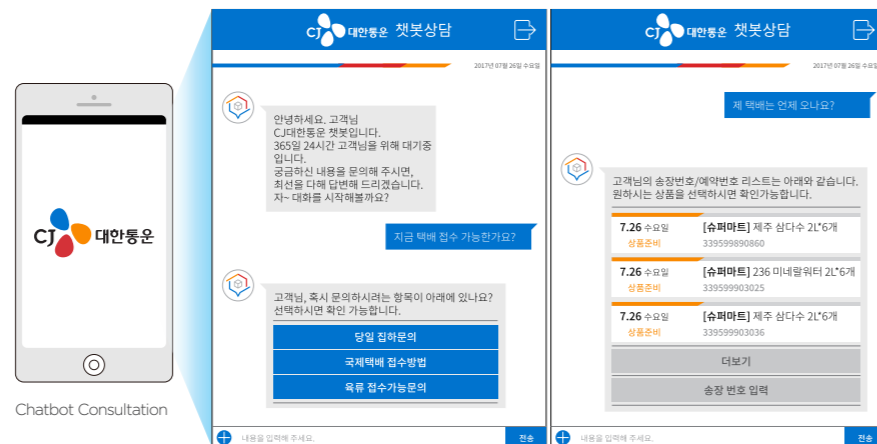 CJ 대한통운
Chatbot Consultation
CJ 대한통운 챗봇상담
2017년 07월 26일 수요일
안녕하세요. 고객님
CJ대한통운 챗봇입니다.
365일 24시간 고객님을 위해 대기중
입니다.
궁금하신 내용을 문의해 주시면,
최선을 다해 답변해 드리겠습니다.
자~ 대화를 시작해볼까요?
지금 택배 접수 가능한가요?
고객님, 혹시 문의하시려는 항목이 아래에 있나요?
선택하시면 확인 가능합니다.
당일 집하문의
국제택배 접수방법
육류 접수가능문의
내용을 입력해 주세요.
전송
CJ 대한통운 챗봇상담
2017년 07월 26일 수요일
제 택배는 언제 오나요?
고객님의 송장번호/예약번호 리스트는 아래와 같습니다.
원하시는 상품을 선택하시면 확인가능합니다.
7.26 수요일 [슈퍼마트] 제주 삼다수 2L*6개
상품준비 339599890860
7.26 수요일 [슈퍼마트] 236 미네랄워터 2L*6개
상품준비 339599903025
7.26 수요일 [슈퍼마트] 제주 삼다수 2L*6개
상품준비 339599903036
더보기
송장 번호 입력
내용을 입력해 주세요.
전송